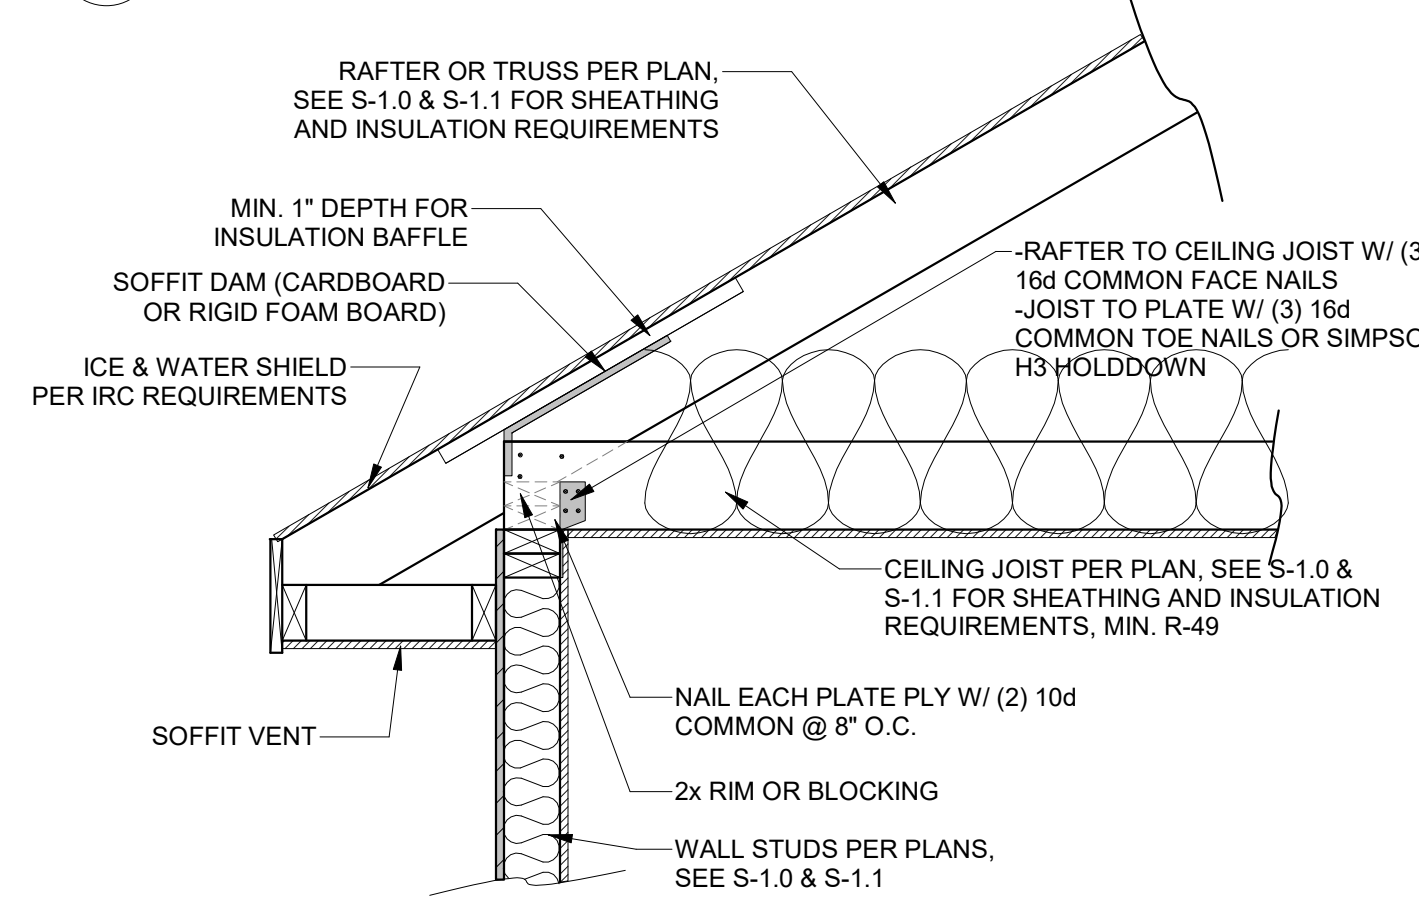 RAFTER OR TRUSS PER PLAN,
SEE S-1.0 & S-1.1 FOR SHEATHING
AND INSULATION REQUIREMENTS
MIN. 1" DEPTH FOR
INSULATION BAFFLE
SOFFIT DAM (CARDBOARD
OR RIGID FOAM BOARD)
ICE & WATER SHIELD
PER IRC REQUIREMENTS
-RAFTER TO CEILING JOIST W/ (3
16d COMMON FACE NAILS
-JOIST TO PLATE W/ (3) 16d
COMMON TOE NAILS OR
H3 HOLDDOWN
CEILING JOIST PER PLAN, SEE S-1.0 &
S-1.1 FOR SHEATHING AND INSULATION
REQUIREMENTS, MIN. R-49
NAIL EACH PLATE PLY W/ (2) 10d
COMMON @ 8" O.C.
SOFFIT VENT
2x RIM OR BLOCKING
WALL STUDS PER PLANS,
SEE S-1.0 & S-1.1